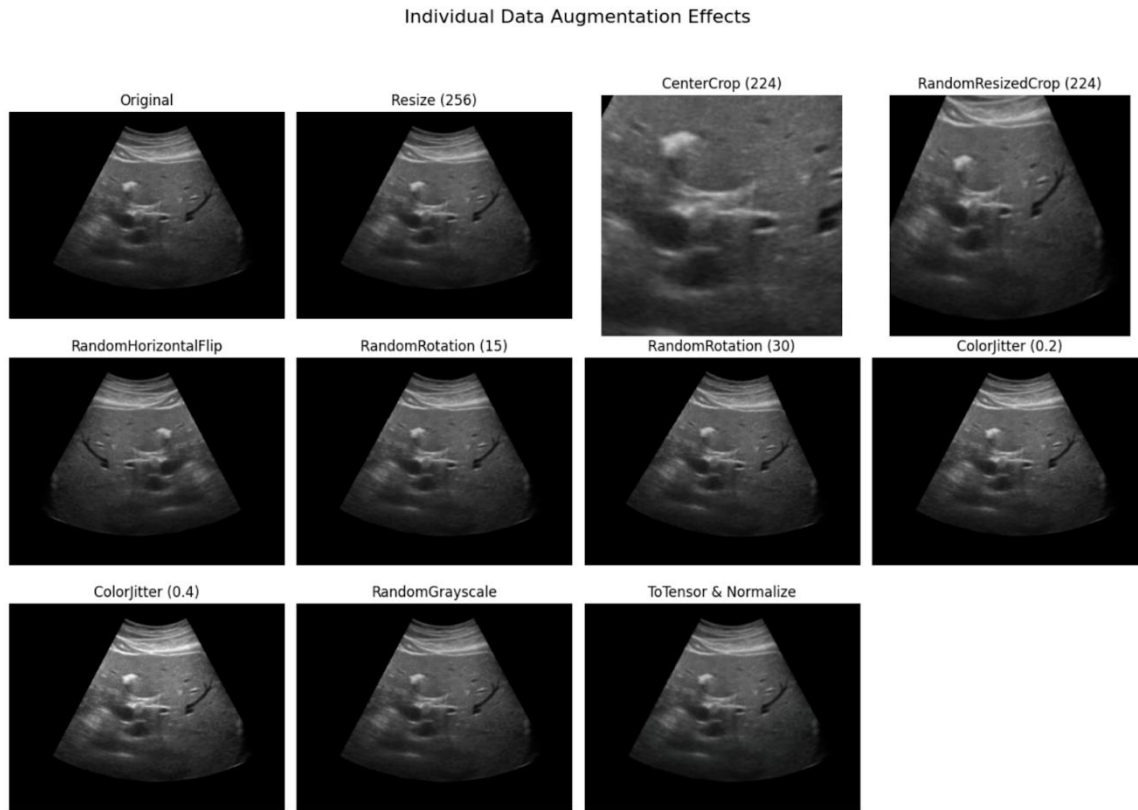 Individual Data Augmentation Effects
Original
Resize (256)
CenterCrop (224)
RandomResizedCrop (224)
RandomHorizontalFlip
RandomRotation (15)
RandomRotation (30)
ColorJitter (0.2)
ColorJitter (0.4)
RandomGrayscale
ToTensor & Normalize